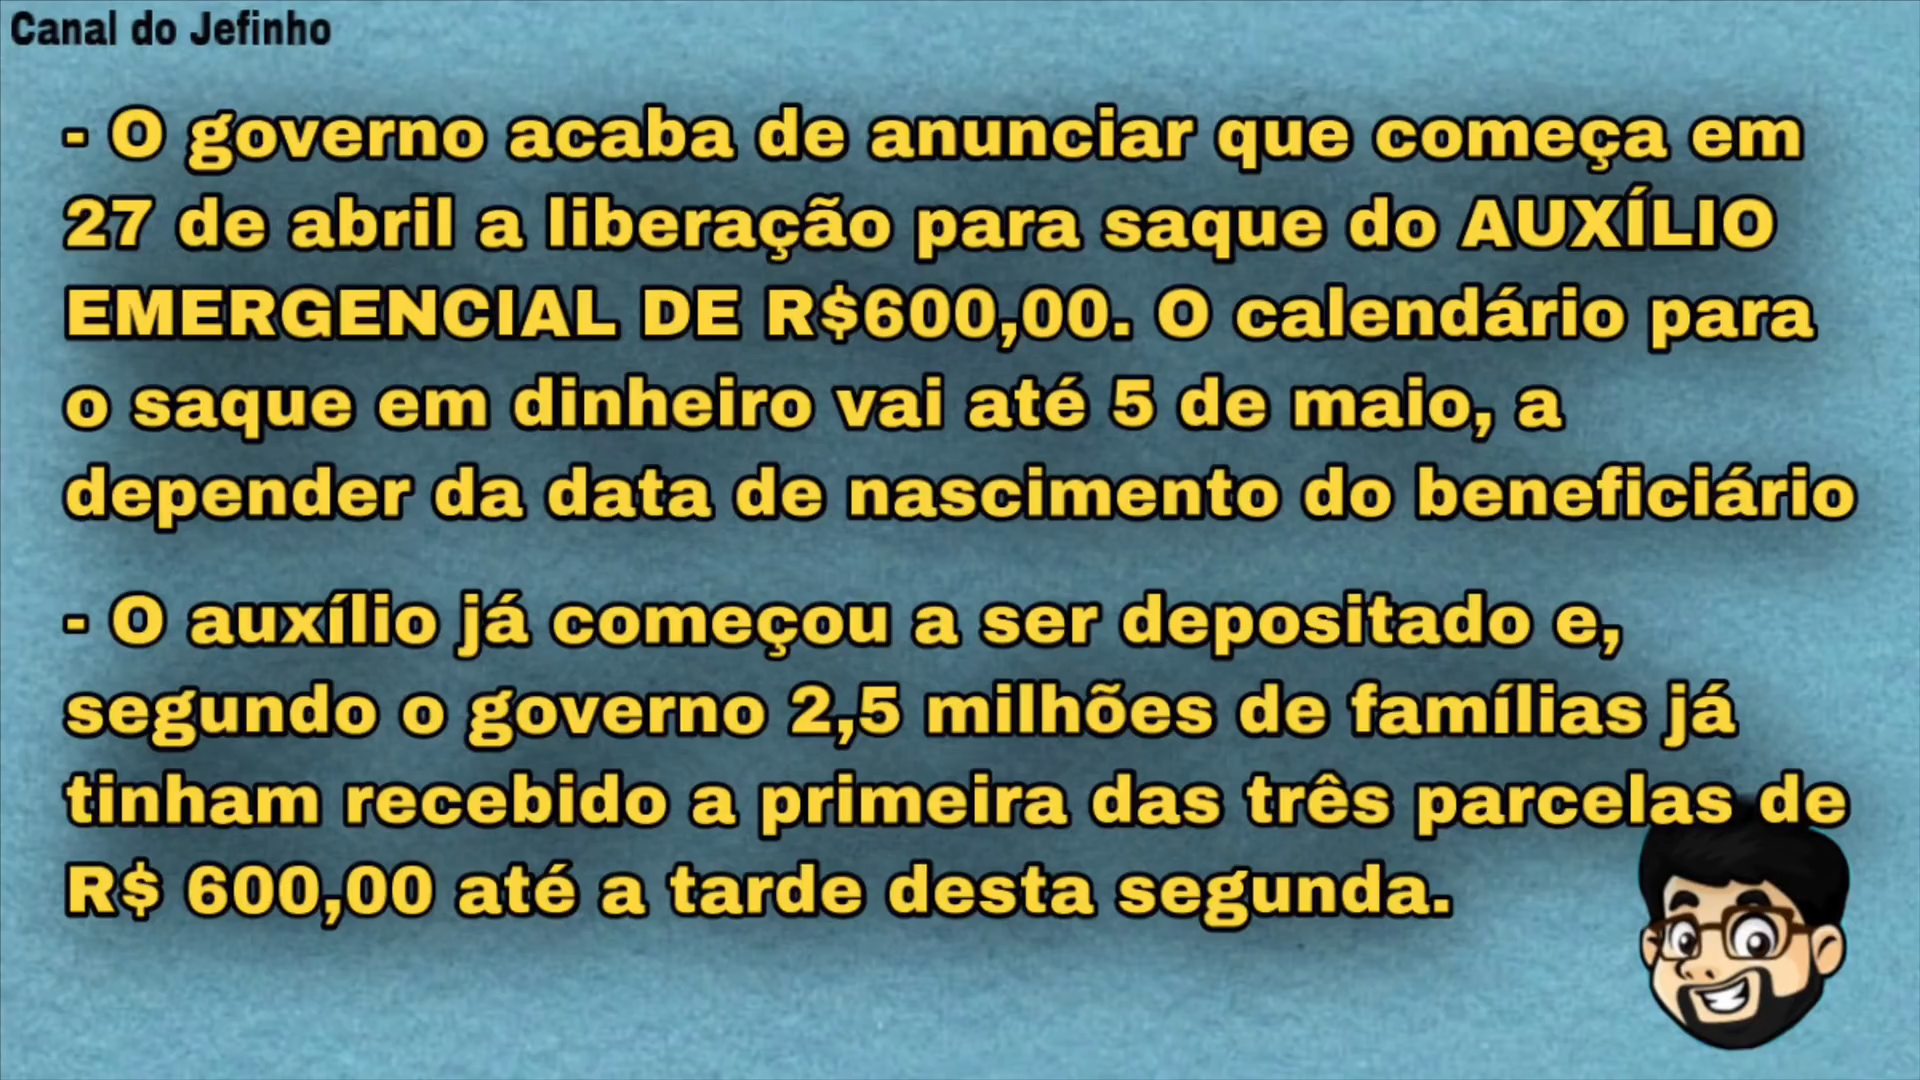 Canal do Jefinho
- O governo acaba de anunciar que começa em
27 de abril a liberação para saque do AUXÍLIO
EMERGENCIAL DE R$600,00. O calendário para
o saque em dinheiro vai até 5 de maio, a
depender da data de nascimento do beneficiário
- O auxílio já começou a ser depositado e,
segundo o governo 2,5 milhões de famílias já
tinham recebido a primeira das três parcelas de
R$ 600,00 até a tarde desta segunda.